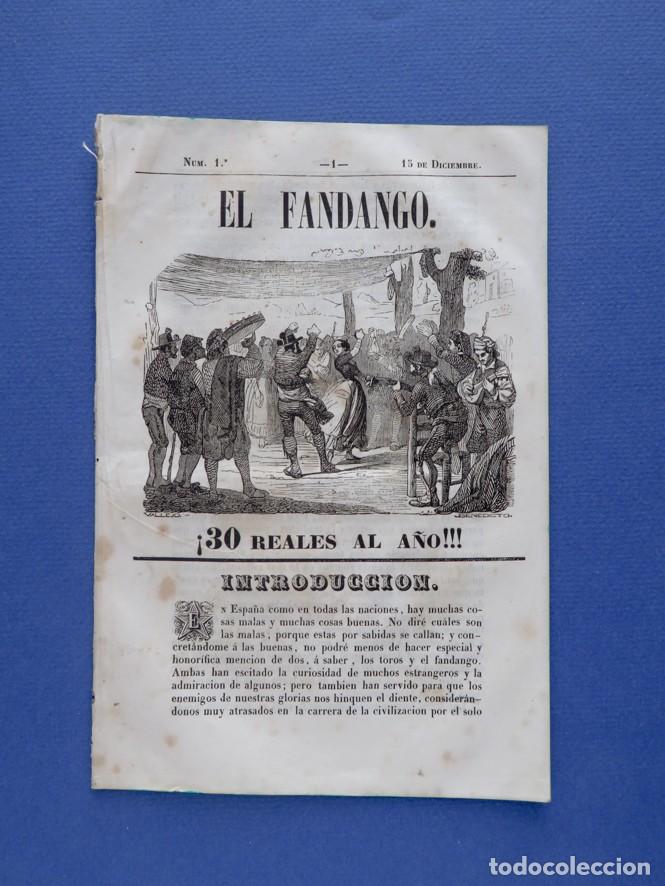 NUM. 1.º —1— 15 DE DICIEMBRE.
EL FANDANGO.
VALLEJO BENEDICTO
¡30 REALES AL AÑO!!!
INTRODUCCION.
EN España como en todas las naciones, hay muchas co-
sas malas y muchas cosas buenas. No diré cuáles son
las malas, porque estas por sabidas se callan; y con-
cretándome á las buenas, no podré menos de hacer especial y
honorifica mencion de dos, á saber, los toros y el fandango.
Ambas han escitado la curiosidad de muchos estrangeros y la
admiracion de algunos; pero tambien han servido para que los
enemigos de nuestras glorias nos hinquen el diente, considerán-
donos muy atrasados en la carrera de la civilizacion por el solo
todocoleccion